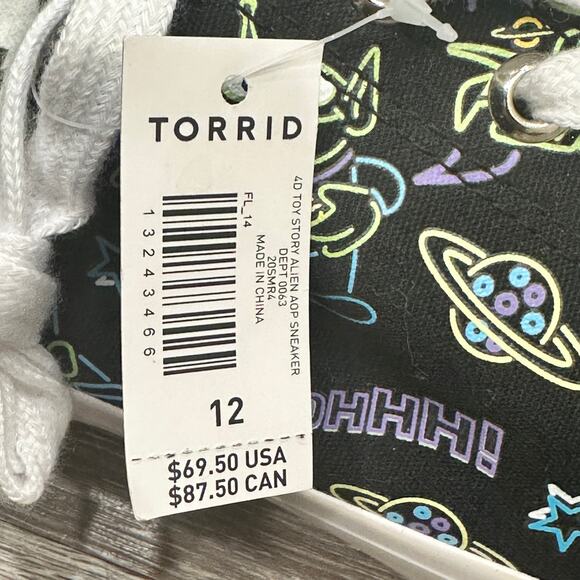 TORRID
4D TOY STORY ALIEN AOP SNEAKER
DEPT 0063
20SMR4
MADE IN CHINA
FL_14
13243466
12
$69.50 USA
$87.50 CAN
OHHH!